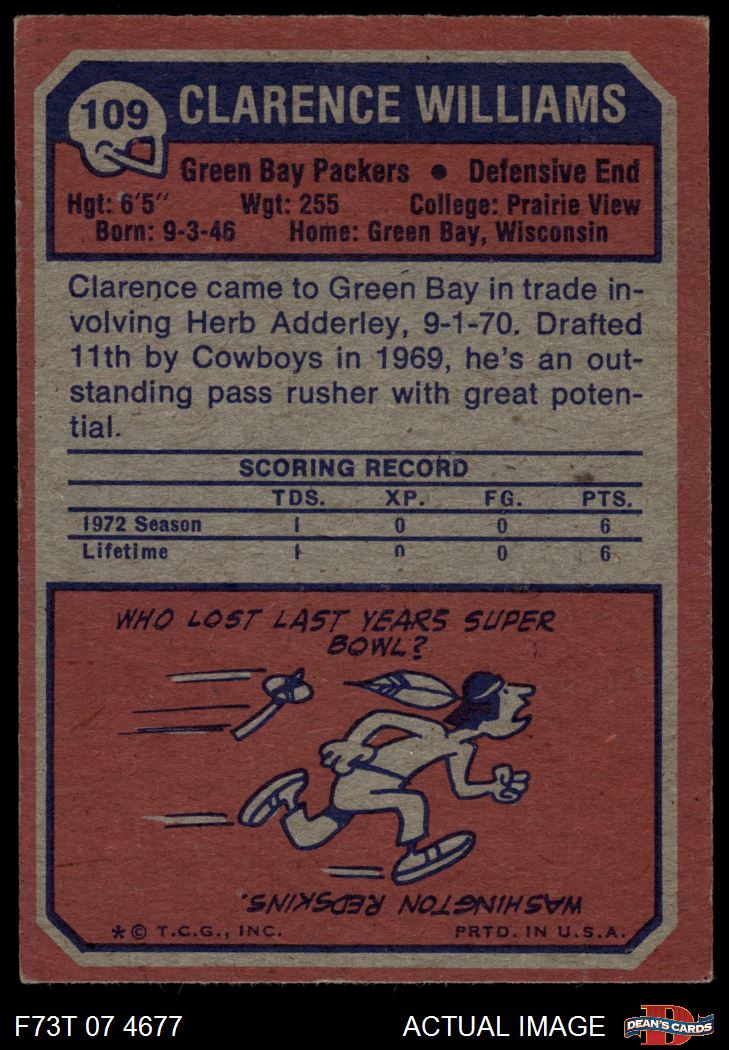 109 CLARENCE WILLIAMS
Green Bay Packers • Defensive End
Hgt: 6'5" Wgt: 255 College: Prairie View
Born: 9-3-46 Home: Green Bay, Wisconsin
Clarence came to Green Bay in trade in-
volving Herb Adderley, 9-1-70. Drafted
11th by Cowboys in 1969, he's an out-
standing pass rusher with great poten-
tial.
SCORING RECORD
TDS. XP. FG. PTS.
1972 Season 1 0 0 6
Lifetime 1 0 0 6
WHO LOST LAST YEARS SUPER
BOWL?
WASHINGTON REDSKINS.
*© T.C.G., INC. PRTD. IN U.S.A.
F73T 07 4677 ACTUAL IMAGE DEAN'S CARDS